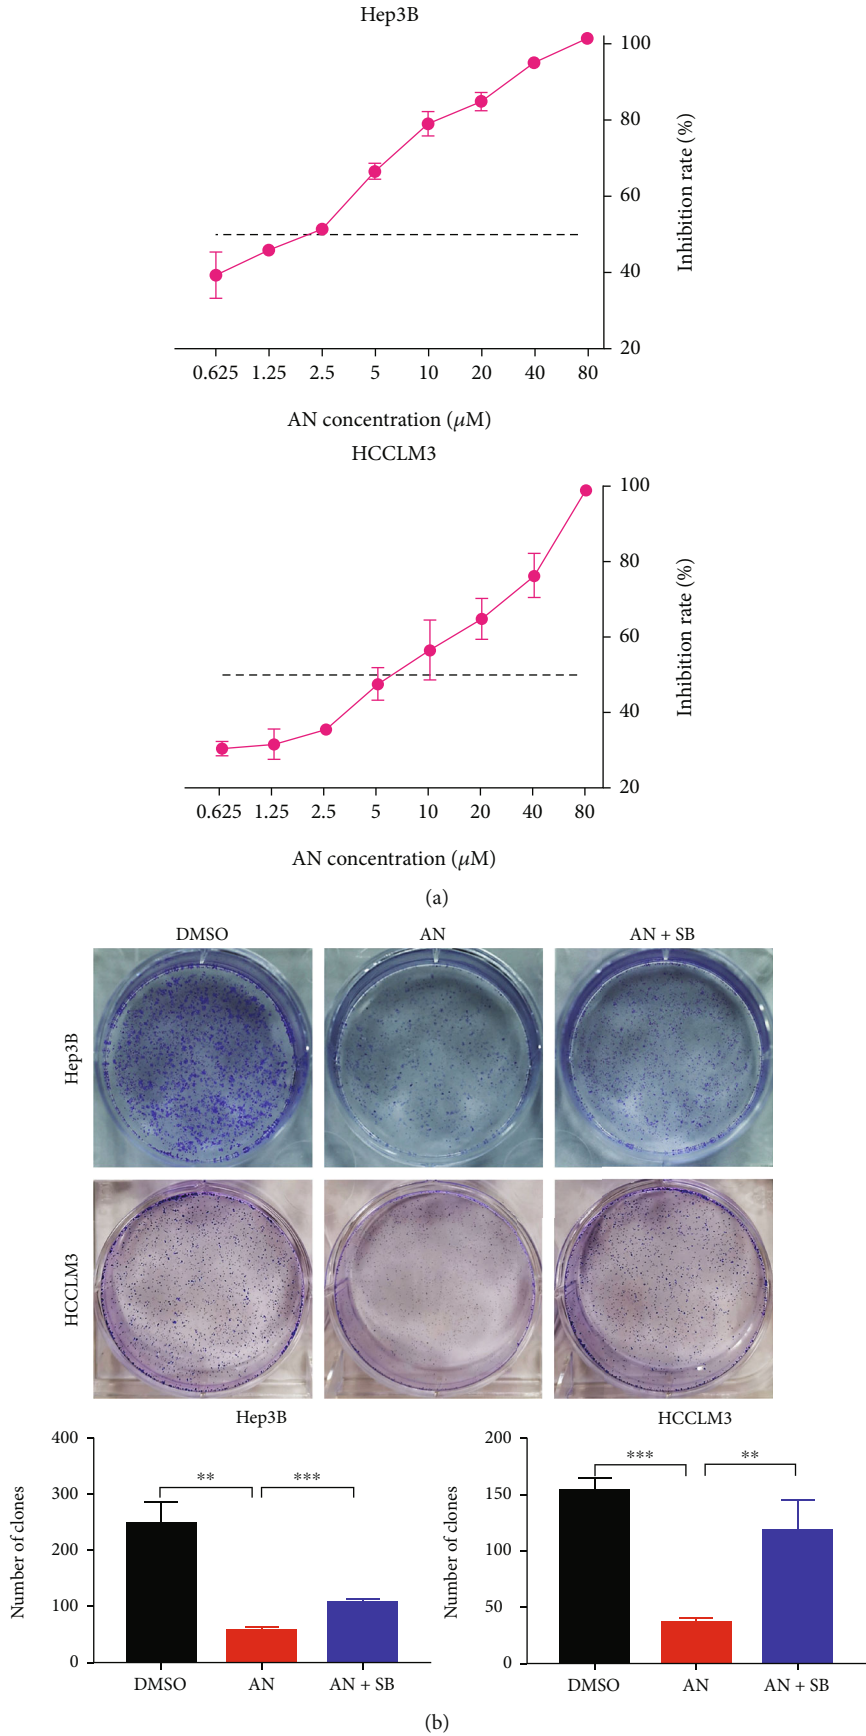 Hep3B
100
80
60
40
20
Inhibition rate (%)
0.625 1.25 2.5 5 10 20 40 80
AN concentration (μM)
HCCLM3
100
80
60
40
20
Inhibition rate (%)
0.625 1.25 2.5 5 10 20 40 80
AN concentration (μM)
(a)
DMSO AN AN + SB
Hep3B
HCCLM3
Hep3B
400
300
200
100
0
Number of clones
** ***
DMSO AN AN + SB
HCCLM3
200
150
100
50
0
Number of clones
*** **
DMSO AN AN + SB
(b)